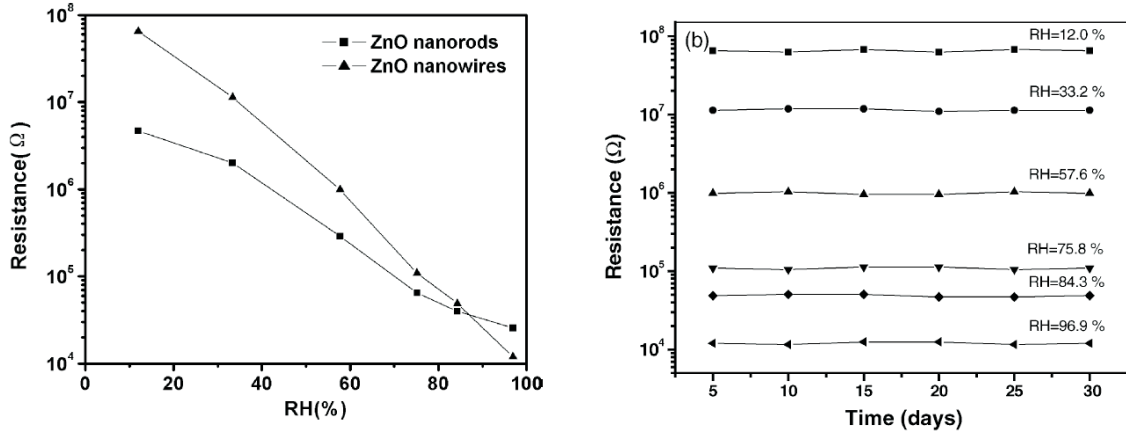 10^8
10^7
10^6
10^5
10^4
Resistance( Ω )
ZnO nanorods
ZnO nanowires
0 20 40 60 80 100
RH(%)
(b)
10^8
10^7
10^6
10^5
10^4
Resistance (Ω)
RH=12.0 %
RH=33.2 %
RH=57.6 %
RH=75.8 %
RH=84.3 %
RH=96.9 %
5 10 15 20 25 30
Time (days)